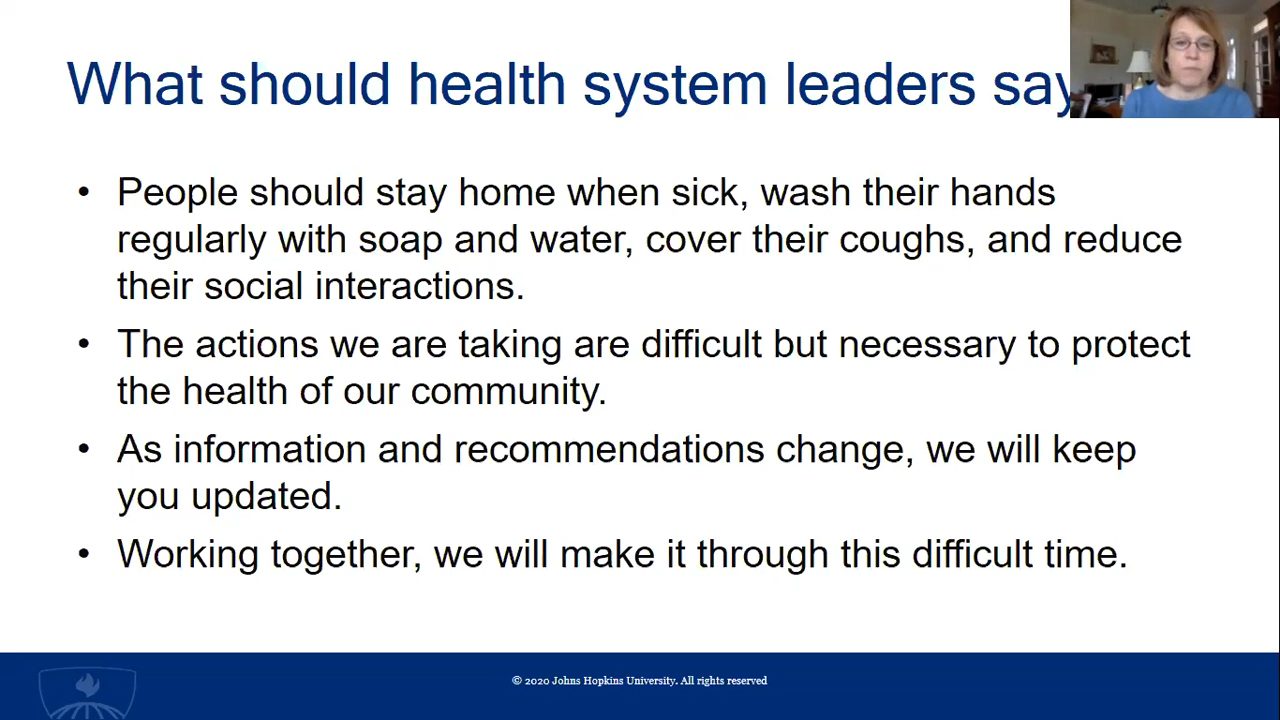 What should health system leaders say
• People should stay home when sick, wash their hands
regularly with soap and water, cover their coughs, and reduce
their social interactions.
• The actions we are taking are difficult but necessary to protect
the health of our community.
• As information and recommendations change, we will keep
you updated.
• Working together, we will make it through this difficult time.
© 2020 Johns Hopkins University. All rights reserved